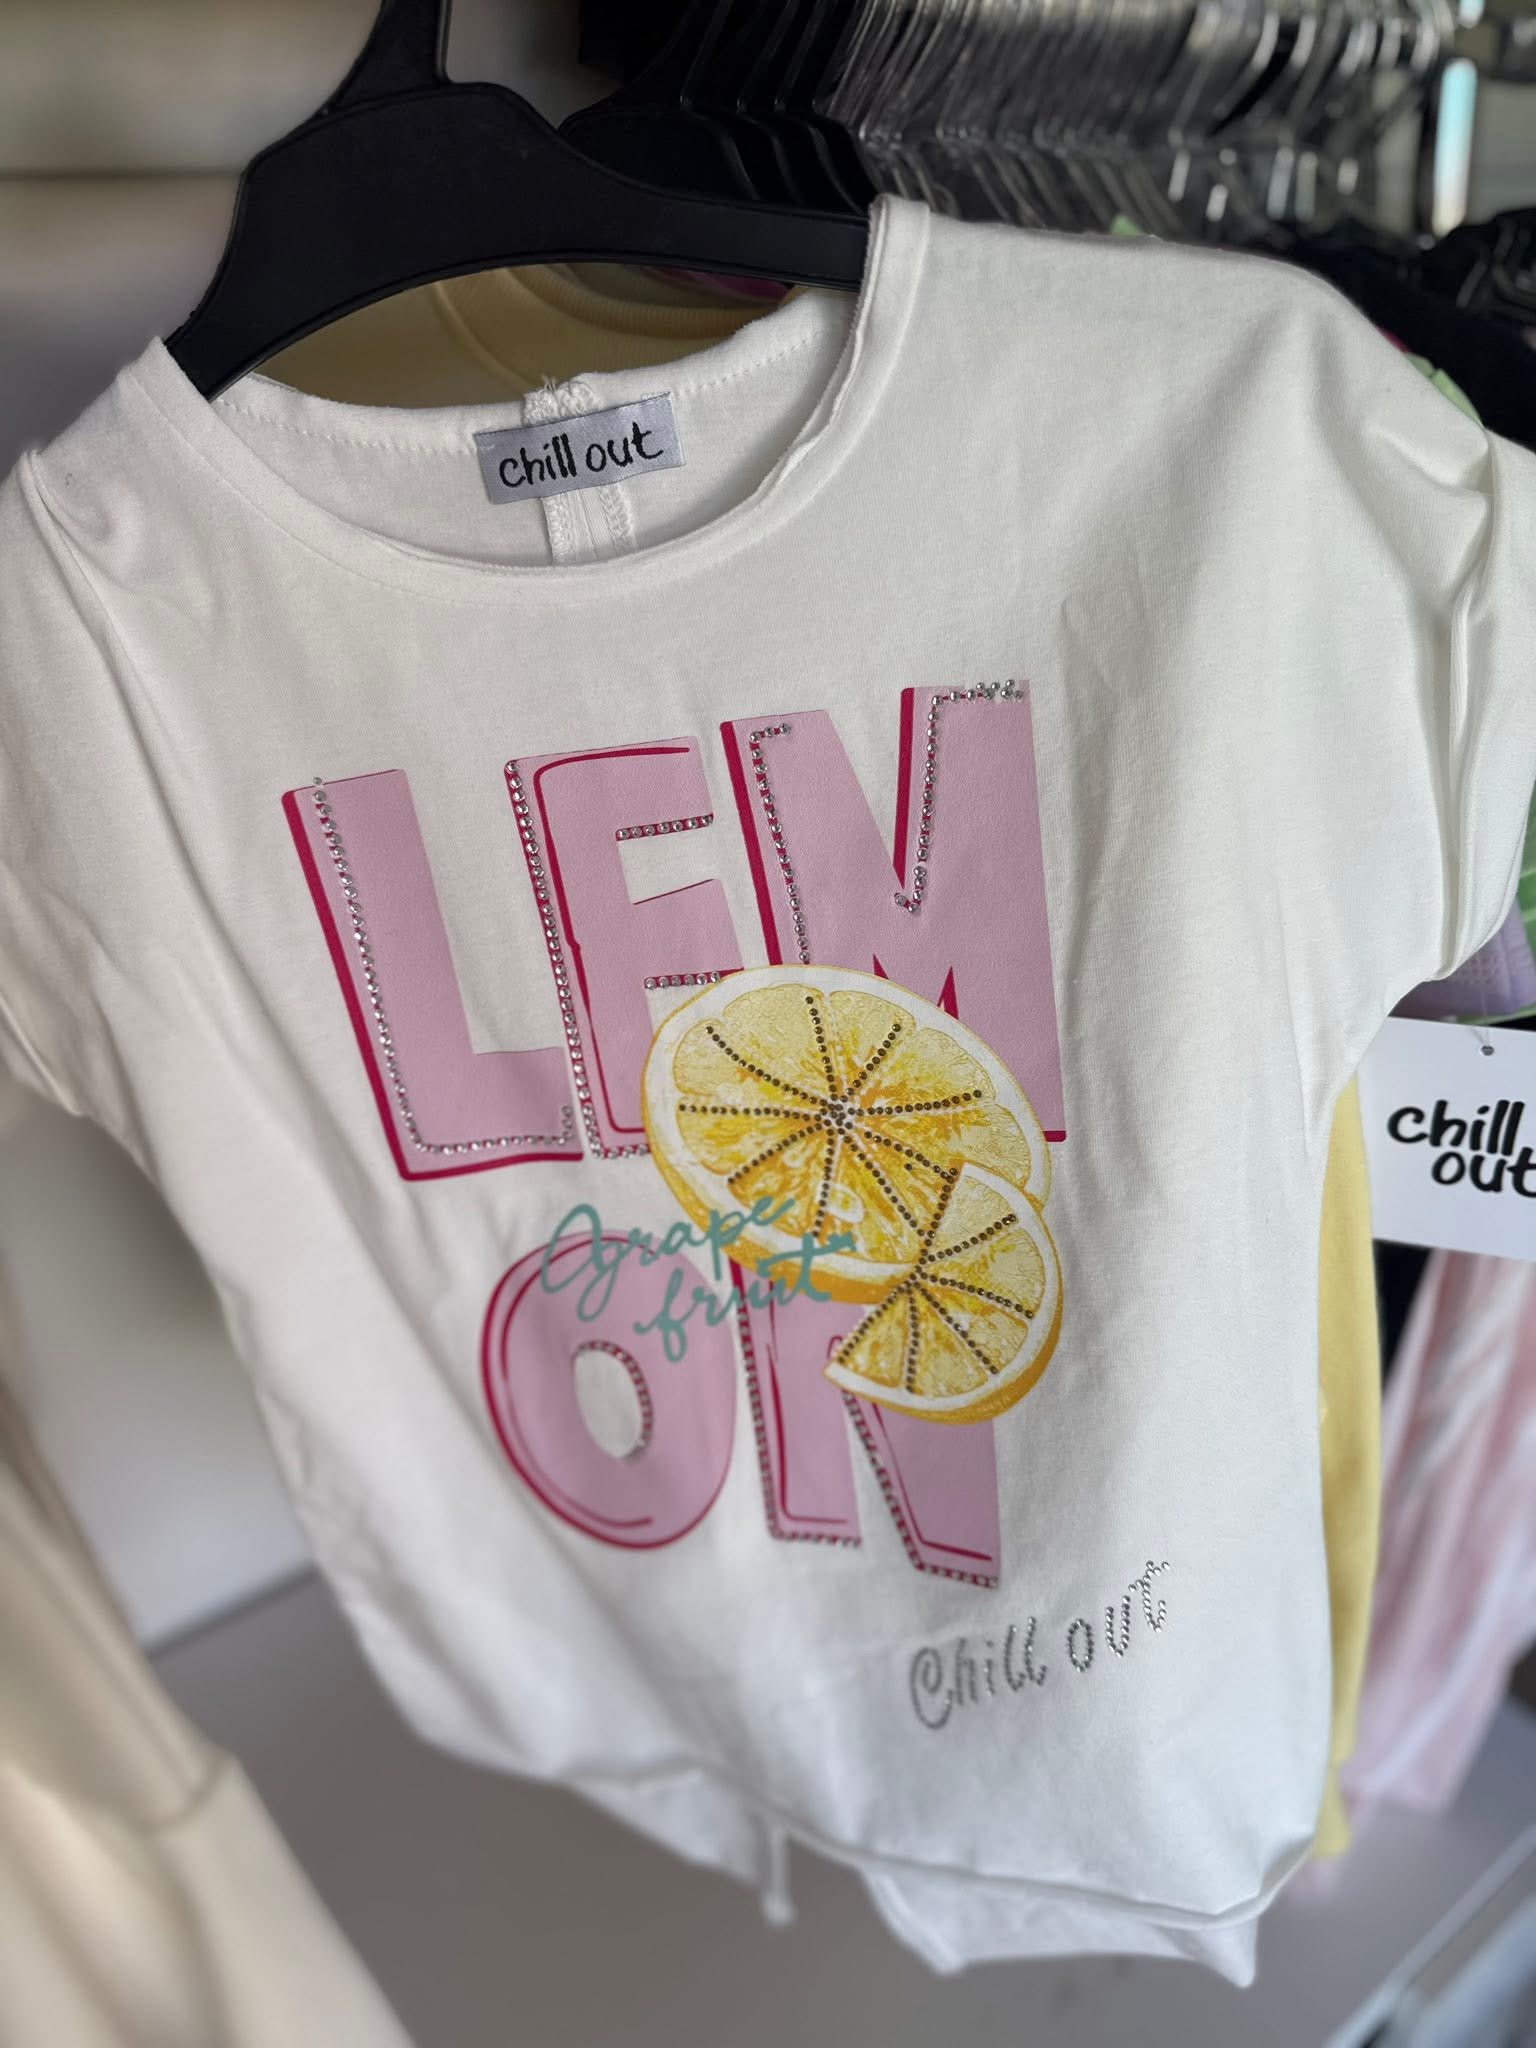 chill out
LEM
Grape
fruit
ON
chill out
chill
out